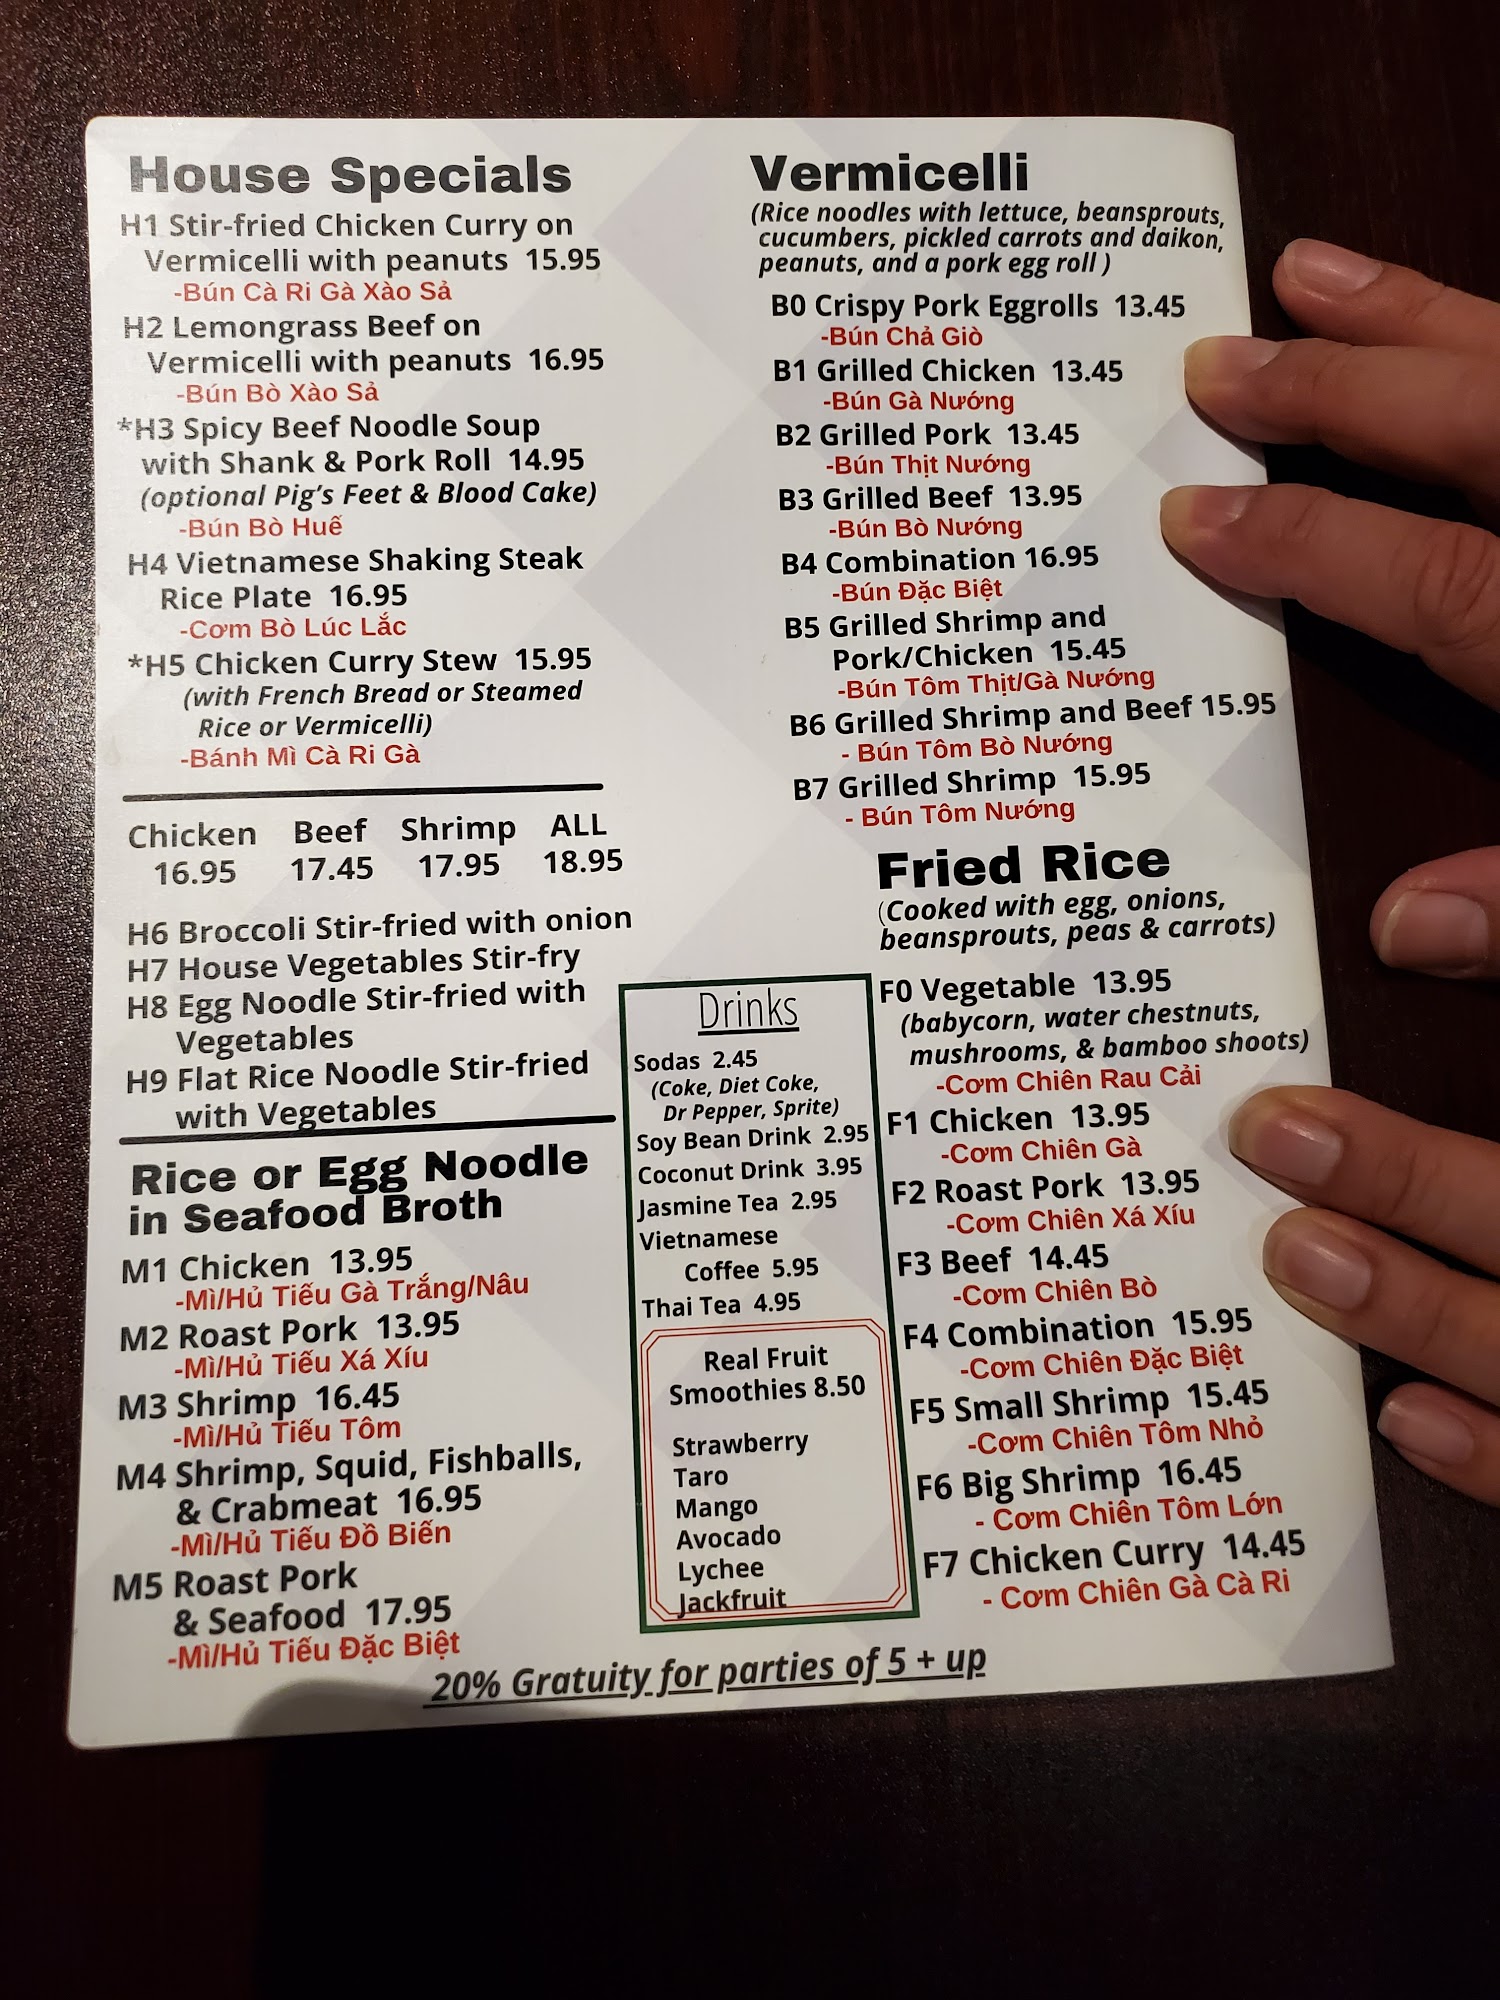 House Specials
H1 Stir-fried Chicken Curry on
Vermicelli with peanuts 15.95
-Bún Cà Ri Gà Xào Sả
H2 Lemongrass Beef on
Vermicelli with peanuts 16.95
-Bún Bò Xào Sả
*H3 Spicy Beef Noodle Soup
with Shank & Pork Roll 14.95
(optional Pig's Feet & Blood Cake)
-Bún Bò Huế
H4 Vietnamese Shaking Steak
Rice Plate 16.95
-Cơm Bò Lúc Lắc
*H5 Chicken Curry Stew 15.95
(with French Bread or Steamed
Rice or Vermicelli)
-Bánh Mì Cà Ri Gà
Chicken Beef Shrimp ALL
16.95 17.45 17.95 18.95
H6 Broccoli Stir-fried with onion
H7 House Vegetables Stir-fry
H8 Egg Noodle Stir-fried with
Vegetables
H9 Flat Rice Noodle Stir-fried
with Vegetables
Rice or Egg Noodle
in Seafood Broth
M1 Chicken 13.95
-Mì/Hủ Tiếu Gà Trắng/Nâu
M2 Roast Pork 13.95
-Mì/Hủ Tiếu Xá Xíu
M3 Shrimp 16.45
-Mì/Hủ Tiếu Tôm
M4 Shrimp, Squid, Fishballs,
& Crabmeat 16.95
-Mì/Hủ Tiếu Đồ Biến
M5 Roast Pork
& Seafood 17.95
-Mì/Hủ Tiếu Đặc Biệt
Drinks
Sodas 2.45
(Coke, Diet Coke,
Dr Pepper, Sprite)
Soy Bean Drink 2.95
Coconut Drink 3.95
Jasmine Tea 2.95
Vietnamese
Coffee 5.95
Thai Tea 4.95
Real Fruit
Smoothies 8.50
Strawberry
Taro
Mango
Avocado
Lychee
Jackfruit
Vermicelli
(Rice noodles with lettuce, beansprouts,
cucumbers, pickled carrots and daikon,
peanuts, and a pork egg roll )
B0 Crispy Pork Eggrolls 13.45
-Bún Chả Giò
B1 Grilled Chicken 13.45
-Bún Gà Nướng
B2 Grilled Pork 13.45
-Bún Thịt Nướng
B3 Grilled Beef 13.95
-Bún Bò Nướng
B4 Combination 16.95
-Bún Đặc Biệt
B5 Grilled Shrimp and
Pork/Chicken 15.45
-Bún Tôm Thịt/Gà Nướng
B6 Grilled Shrimp and Beef 15.95
- Bún Tôm Bò Nướng
B7 Grilled Shrimp 15.95
- Bún Tôm Nướng
Fried Rice
(Cooked with egg, onions,
beansprouts, peas & carrots)
F0 Vegetable 13.95
(babycorn, water chestnuts,
mushrooms, & bamboo shoots)
-Cơm Chiên Rau Cải
F1 Chicken 13.95
-Cơm Chiên Gà
F2 Roast Pork 13.95
-Cơm Chiên Xá Xíu
F3 Beef 14.45
-Cơm Chiên Bò
F4 Combination 15.95
-Cơm Chiên Đặc Biệt
F5 Small Shrimp 15.45
-Cơm Chiên Tôm Nhỏ
F6 Big Shrimp 16.45
- Cơm Chiên Tôm Lớn
F7 Chicken Curry 14.45
- Cơm Chiên Gà Cà Ri
20% Gratuity for parties of 5 + up